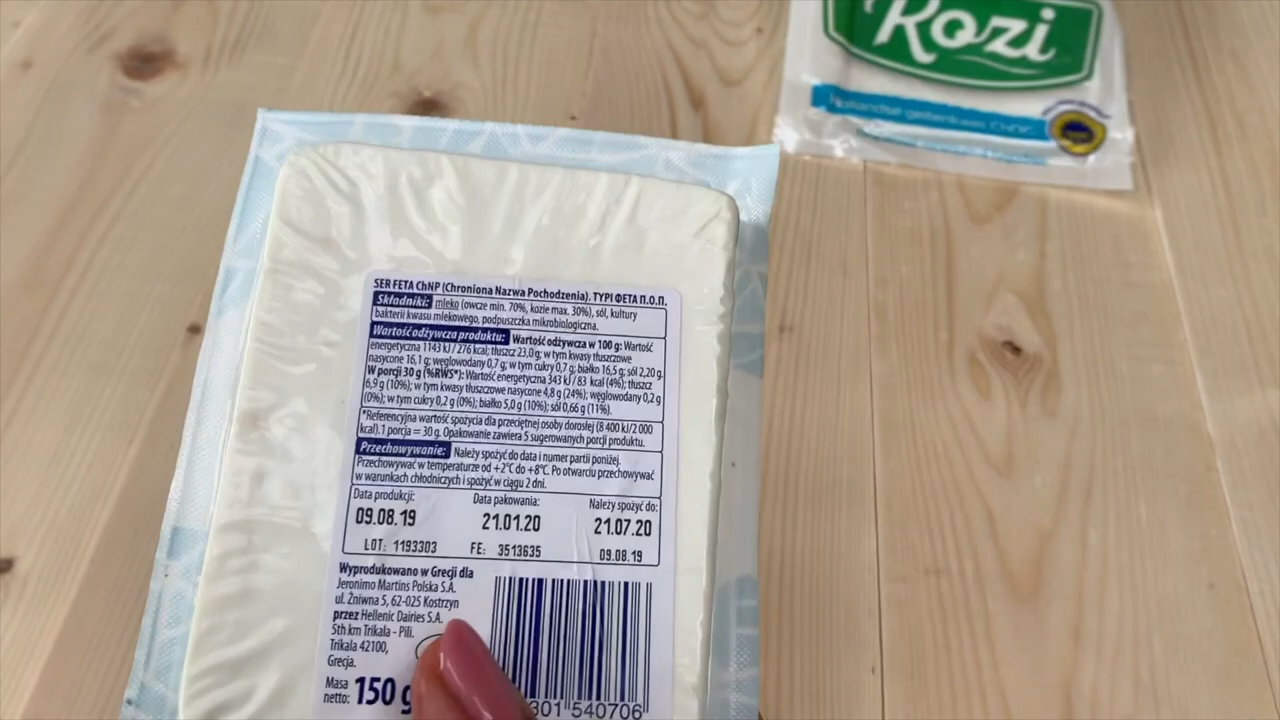 Kozi
Hollandse geitenkaas
SER FETA ChNP (Chroniona Nazwa Pochodzenia). ΤΥΡΙ ΦΕΤΑ Π.Ο.Π.
Składniki: mleko (owcze min. 70%, kozie max. 30%), sól, kultury
bakterii kwasu mlekowego, podpuszczka mikrobiologiczna.
Wartość odżywcza produktu: Wartość odżywcza w 100 g: Wartość
energetyczna 1143 kJ / 276 kcal; tłuszcz 23,0 g; w tym kwasy tłuszczowe
nasycone 16,1 g; węglowodany 0,7 g; w tym cukry 0,7 g; białko 16,5 g; sól 2,20 g.
W porcji 30 g (%RWS*): Wartość energetyczna 343 kJ / 83 kcal (4%); tłuszcz
6,9 g (10%); w tym kwasy tłuszczowe nasycone 4,8 g (24%); węglowodany 0,2 g
(0%); w tym cukry 0,2 g (0%); białko 5,0 g (10%); sól 0,66 g (11%).
*Referencyjna wartość spożycia dla przeciętnej osoby dorosłej (8 400 kJ/2 000
kcal). 1 porcja = 30 g. Opakowanie zawiera 5 sugerowanych porcji produktu.
Przechowywanie: Należy spożyć do data i numer partii poniżej.
Przechowywać w temperaturze od +2°C do +8°C. Po otwarciu przechowywać
w warunkach chłodniczych i spożyć w ciągu 2 dni.
Data produkcji: Data pakowania: Należy spożyć do:
09.08.19 21.01.20 21.07.20
LOT: 1193303 FE: 3513635 09.08.19
Wyprodukowano w Grecji dla
Jeronimo Martins Polska S.A.
ul. Żniwna 5, 62-025 Kostrzyn
przez Hellenic Dairies S.A.
5th km Trikala - Pili.
Trikala 42100,
Grecja.
Masa
netto: 150 g
301 540706